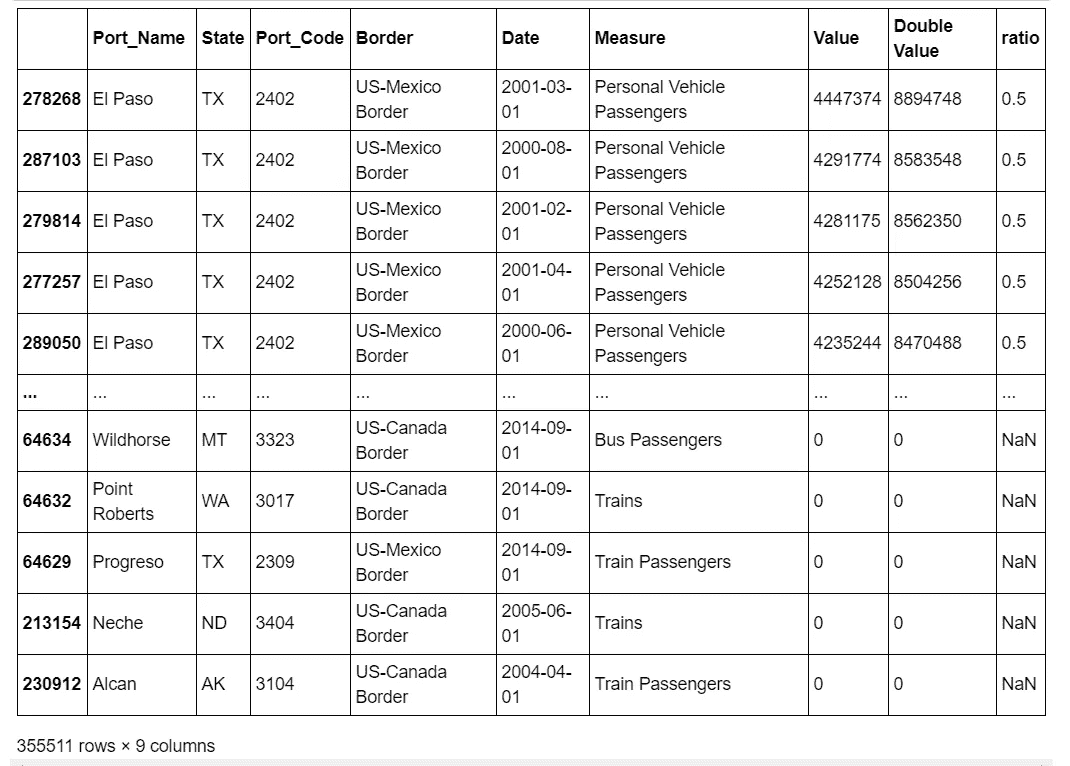 Port_Name State Port_Code Border Date Measure Value Double Value ratio
278268 El Paso TX 2402 US-Mexico Border 2001-03-01 Personal Vehicle Passengers 4447374 8894748 0.5
287103 El Paso TX 2402 US-Mexico Border 2000-08-01 Personal Vehicle Passengers 4291774 8583548 0.5
279814 El Paso TX 2402 US-Mexico Border 2001-02-01 Personal Vehicle Passengers 4281175 8562350 0.5
277257 El Paso TX 2402 US-Mexico Border 2001-04-01 Personal Vehicle Passengers 4252128 8504256 0.5
289050 El Paso TX 2402 US-Mexico Border 2000-06-01 Personal Vehicle Passengers 4235244 8470488 0.5
... ... ... ... ... ... ... ... ... ...
64634 Wildhorse MT 3323 US-Canada Border 2014-09-01 Bus Passengers 0 0 NaN
64632 Point Roberts WA 3017 US-Canada Border 2014-09-01 Trains 0 0 NaN
64629 Progreso TX 2309 US-Mexico Border 2014-09-01 Train Passengers 0 0 NaN
213154 Neche ND 3404 US-Canada Border 2005-06-01 Trains 0 0 NaN
230912 Alcan AK 3104 US-Canada Border 2004-04-01 Train Passengers 0 0 NaN
355511 rows × 9 columns